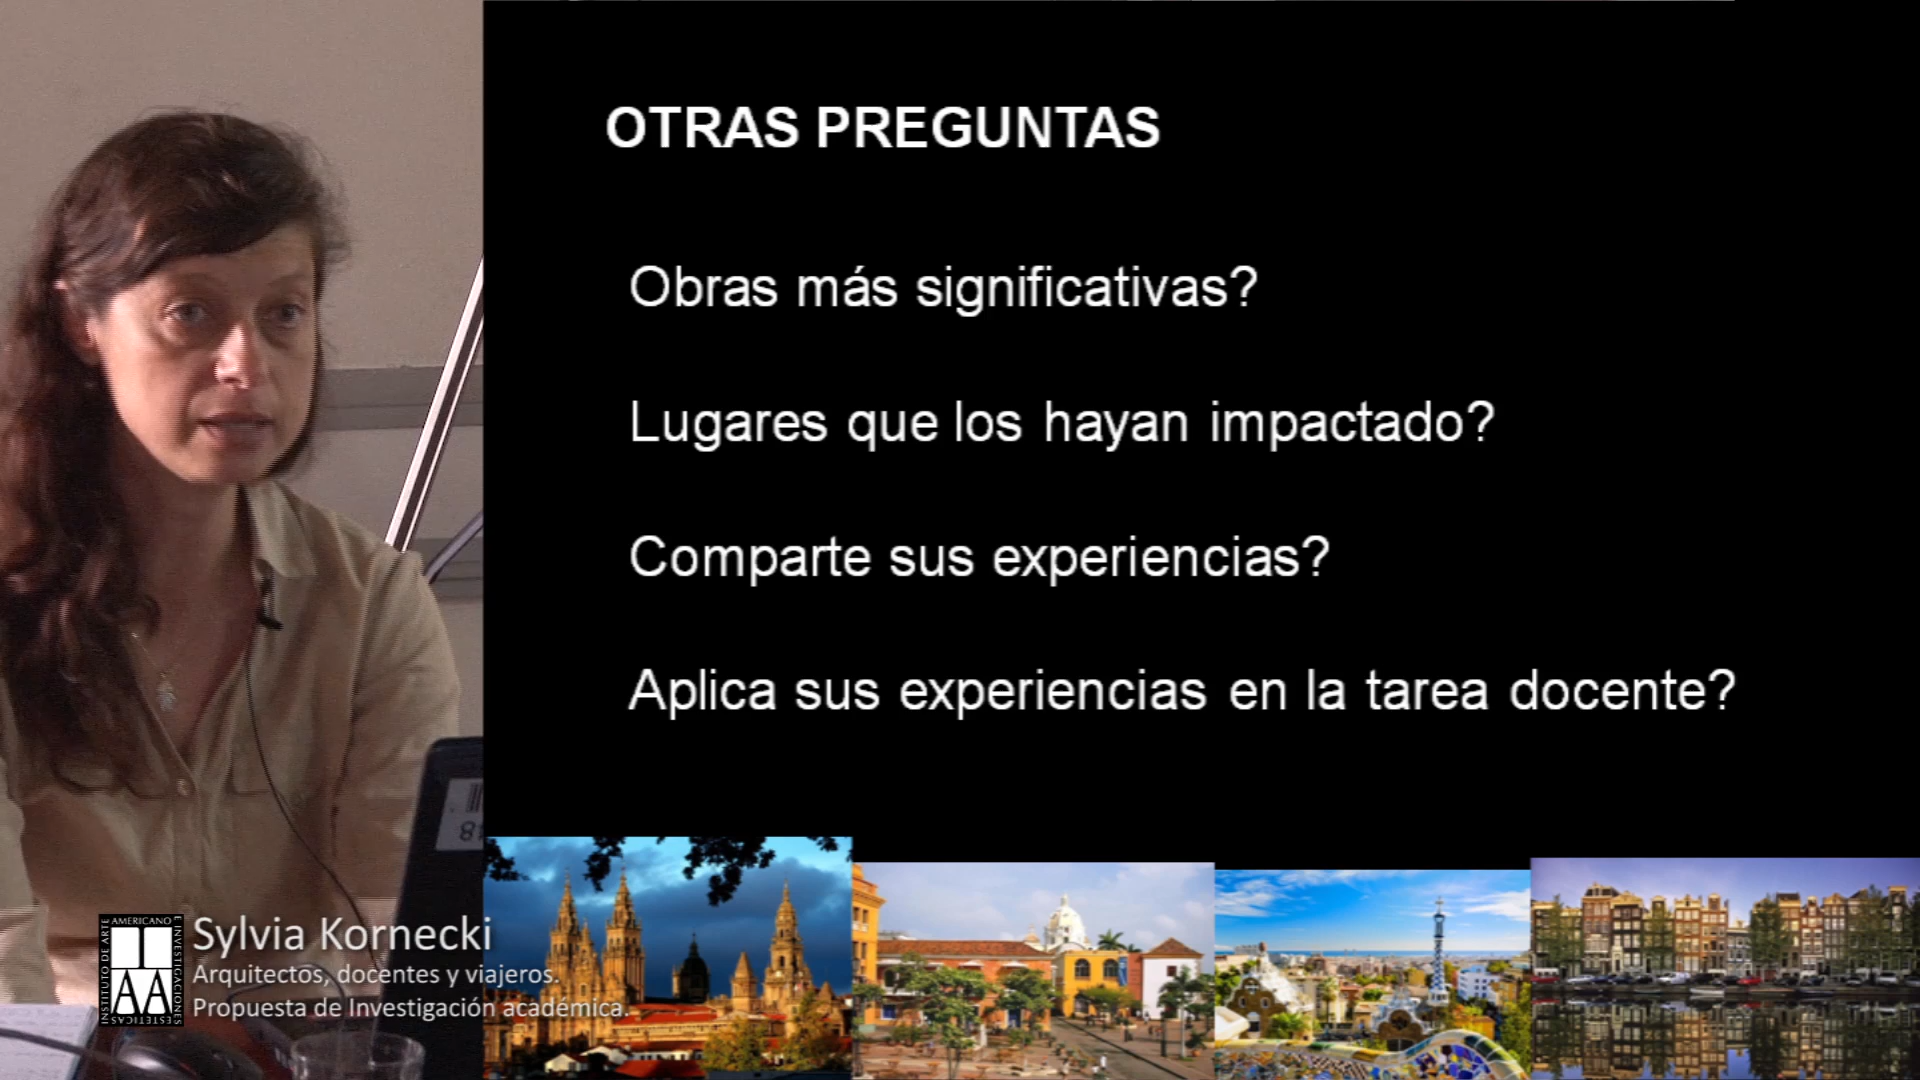 OTRAS PREGUNTAS
Obras más significativas?
Lugares que los hayan impactado?
Comparte sus experiencias?
Aplica sus experiencias en la tarea docente?
Sylvia Kornecki
Arquitectos, docentes y viajeros.
Propuesta de Investigación académica.
INSTITUTO DE ARTE
AMERICANO
E INVESTIGACIONES
ESTETICAS
IAA